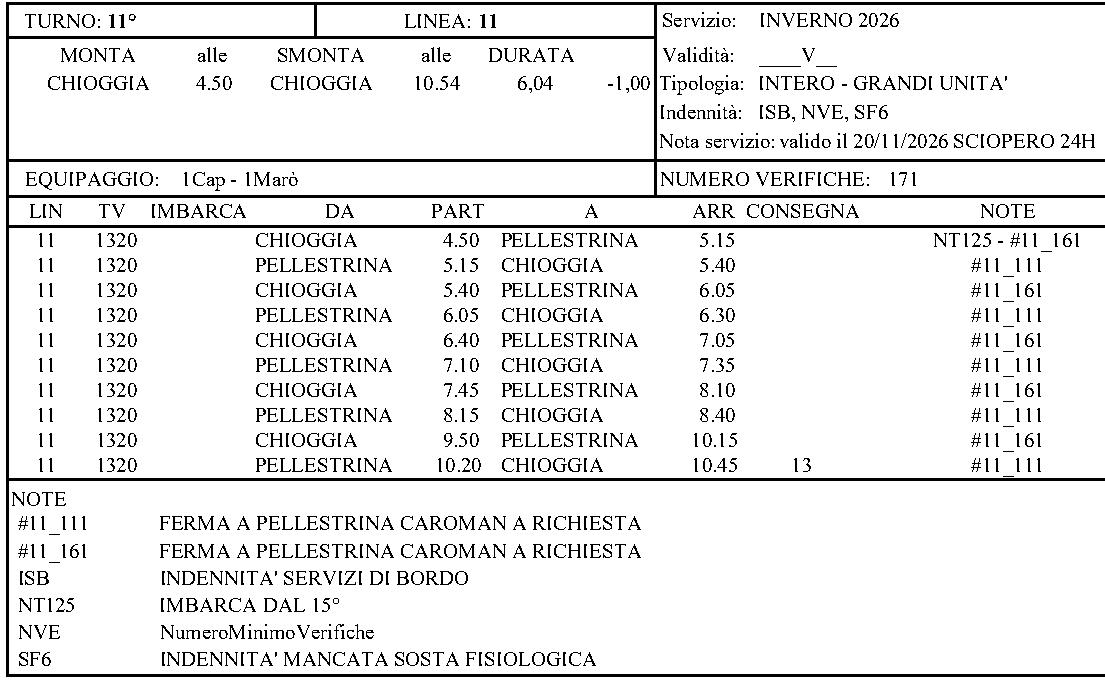 TURNO: 11° LINEA: 11 Servizio: INVERNO 2026
MONTA alle SMONTA alle DURATA Validità: ____V__
CHIOGGIA 4.50 CHIOGGIA 10.54 6,04 -1,00 Tipologia: INTERO - GRANDI UNITA'
Indennità: ISB, NVE, SF6
Nota servizio: valido il 20/11/2026 SCIOPERO 24H
EQUIPAGGIO: 1Cap - 1Marò NUMERO VERIFICHE: 171
LIN TV IMBARCA DA PART A ARR CONSEGNA NOTE
11 1320 CHIOGGIA 4.50 PELLESTRINA 5.15 NT125 - #11_161
11 1320 PELLESTRINA 5.15 CHIOGGIA 5.40 #11_111
11 1320 CHIOGGIA 5.40 PELLESTRINA 6.05 #11_161
11 1320 PELLESTRINA 6.05 CHIOGGIA 6.30 #11_111
11 1320 CHIOGGIA 6.40 PELLESTRINA 7.05 #11_161
11 1320 PELLESTRINA 7.10 CHIOGGIA 7.35 #11_111
11 1320 CHIOGGIA 7.45 PELLESTRINA 8.10 #11_161
11 1320 PELLESTRINA 8.15 CHIOGGIA 8.40 #11_111
11 1320 CHIOGGIA 9.50 PELLESTRINA 10.15 #11_161
11 1320 PELLESTRINA 10.20 CHIOGGIA 10.45 13 #11_111
NOTE
#11_111 FERMA A PELLESTRINA CAROMAN A RICHIESTA
#11_161 FERMA A PELLESTRINA CAROMAN A RICHIESTA
ISB INDENNITA' SERVIZI DI BORDO
NT125 IMBARCA DAL 15°
NVE NumeroMinimoVerifiche
SF6 INDENNITA' MANCATA SOSTA FISIOLOGICA